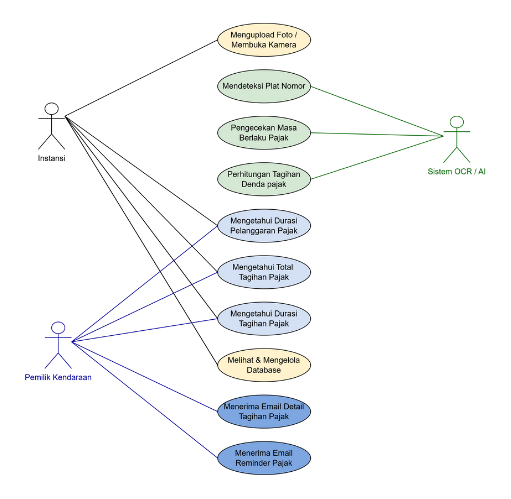 Mengupload Foto /
Membuka Kamera
Mendeteksi Plat Nomor
Instansi
Pengecekan Masa
Berlaku Pajak
Sistem OCR / AI
Perhitungan Tagihan
Denda pajak
Mengetahui Durasi
Pelanggaran Pajak
Mengetahui Total
Tagihan Pajak
Mengetahui Durasi
Tagihan Pajak
Pemilik Kendaraan
Melihat & Mengelola
Database
Menerima Email Detail
Tagihan Pajak
Menerima Email
Reminder Pajak